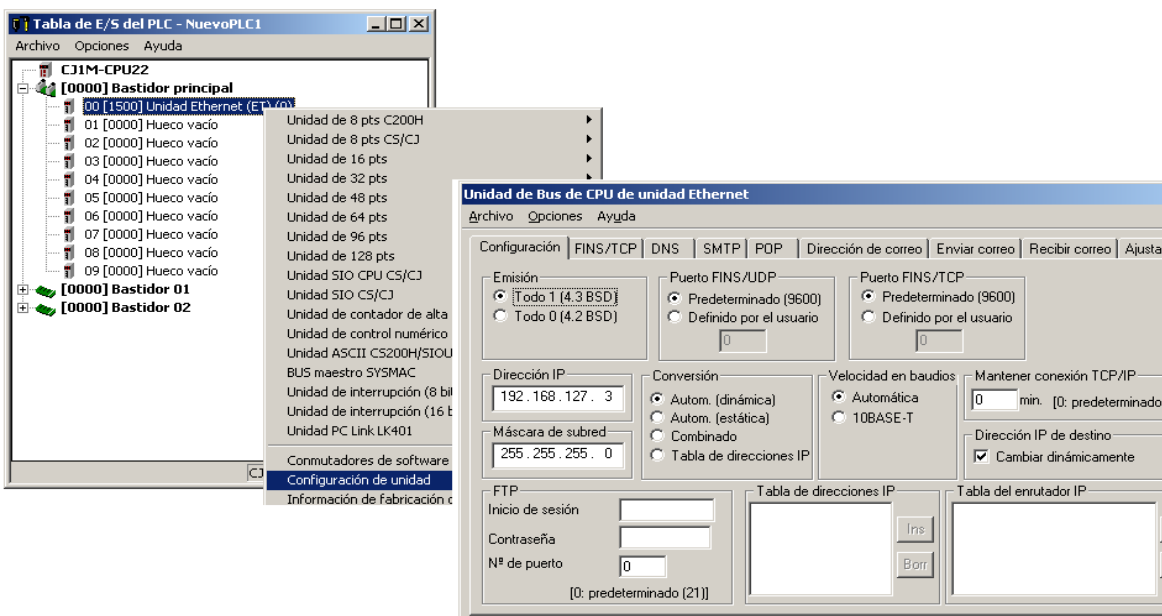 Tabla de E/S del PLC - NuevoPLC1
Archivo Opciones Ayuda
CJ1M-CPU22
[0000] Bastidor principal
00 [1500] Unidad Ethernet (ET) (0)
01 [0000] Hueco vacío
02 [0000] Hueco vacío
03 [0000] Hueco vacío
04 [0000] Hueco vacío
05 [0000] Hueco vacío
06 [0000] Hueco vacío
07 [0000] Hueco vacío
08 [0000] Hueco vacío
09 [0000] Hueco vacío
[0000] Bastidor 01
[0000] Bastidor 02
CJ
Unidad de 8 pts C200H
Unidad de 8 pts CS/CJ
Unidad de 16 pts
Unidad de 32 pts
Unidad de 48 pts
Unidad de 64 pts
Unidad de 96 pts
Unidad de 128 pts
Unidad SIO CPU CS/CJ
Unidad SIO CS/CJ
Unidad de contador de alta
Unidad de control numérico
Unidad ASCII CS200H/SIOU
BUS maestro SYSMAC
Unidad de interrupción (8 bi
Unidad de interrupción (16 b
Unidad PC Link LK401
Conmutadores de software
Configuración de unidad
Información de fabricación
Unidad de Bus de CPU de unidad Ethernet
Archivo Opciones Ayuda
Configuración FINS/TCP DNS SMTP POP Dirección de correo Enviar correo Recibir correo Ajusta
Emisión
Todo 1 (4.3 BSD)
Todo 0 (4.2 BSD)
Puerto FINS/UDP
Predeterminado (9600)
Definido por el usuario
0
Puerto FINS/TCP
Predeterminado (9600)
Definido por el usuario
0
Dirección IP
192.168.127. 3
Máscara de subred
255.255.255. 0
Conversión
Autom. (dinámica)
Autom. (estática)
Combinado
Tabla de direcciones IP
Velocidad en baudios
Automática
10BASE-T
Mantener conexión TCP/IP
0 min. [0: predeterminado
Dirección IP de destino
Cambiar dinámicamente
FTP
Inicio de sesión
Contraseña
Nº de puerto 0
[0: predeterminado (21)]
Tabla de direcciones IP
Ins
Borr
Tabla del enrutador IP